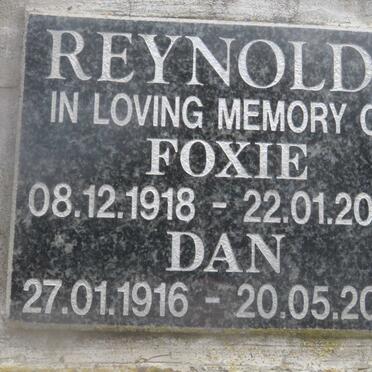 REYNOLD
IN LOVING MEMORY O
FOXIE
08.12.1918 - 22.01.20
DAN
27.01.1916 - 20.05.20